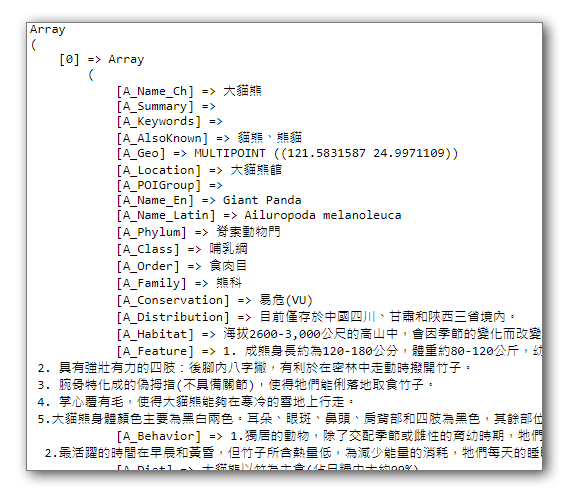 Array
(
[0] => Array
(
[A_Name_Ch] => 大貓熊
[A_Summary] =>
[A_Keywords] =>
[A_AlsoKnown] => 貓熊、熊貓
[A_Geo] => MULTIPOINT ((121.5831587 24.9971109))
[A_Location] => 大貓熊館
[A_POIGroup] =>
[A_Name_En] => Giant Panda
[A_Name_Latin] => Ailuropoda melanoleuca
[A_Phylum] => 脊索動物門
[A_Class] => 哺乳綱
[A_Order] => 食肉目
[A_Family] => 熊科
[A_Conservation] => 易危(VU)
[A_Distribution] => 目前僅存於中國四川、甘肅和陝西三省境內。
[A_Habitat] => 海拔2600-3,000公尺的高山中，會因季節的變化而改變
[A_Feature] => 1. 成熊身長約為120-180公分，體重約80-120公斤，幼
2. 具有強壯有力的四肢：後腳內八字撇，有利於在密林中走動時撥開竹子。
3. 腕骨特化成的偽拇指(不具備關節)，使得牠們能俐落地取食竹子。
4. 掌心覆有毛，使得大貓熊能夠在寒冷的雪地上行走。
5.大貓熊身體顏色主要為黑白兩色。耳朵、眼斑、鼻頭、肩背部和四肢為黑色，其餘部位
[A_Behavior] => 1.獨居的動物，除了交配季節或雌性的育幼時期，牠們
2.最活躍的時間在早晨和黃昏，但竹子所含熱量低，為減少能量的消耗，牠們每天的睡眠
[A_Diet] => 大貓熊以竹為主食(佔日糧中大約99%)